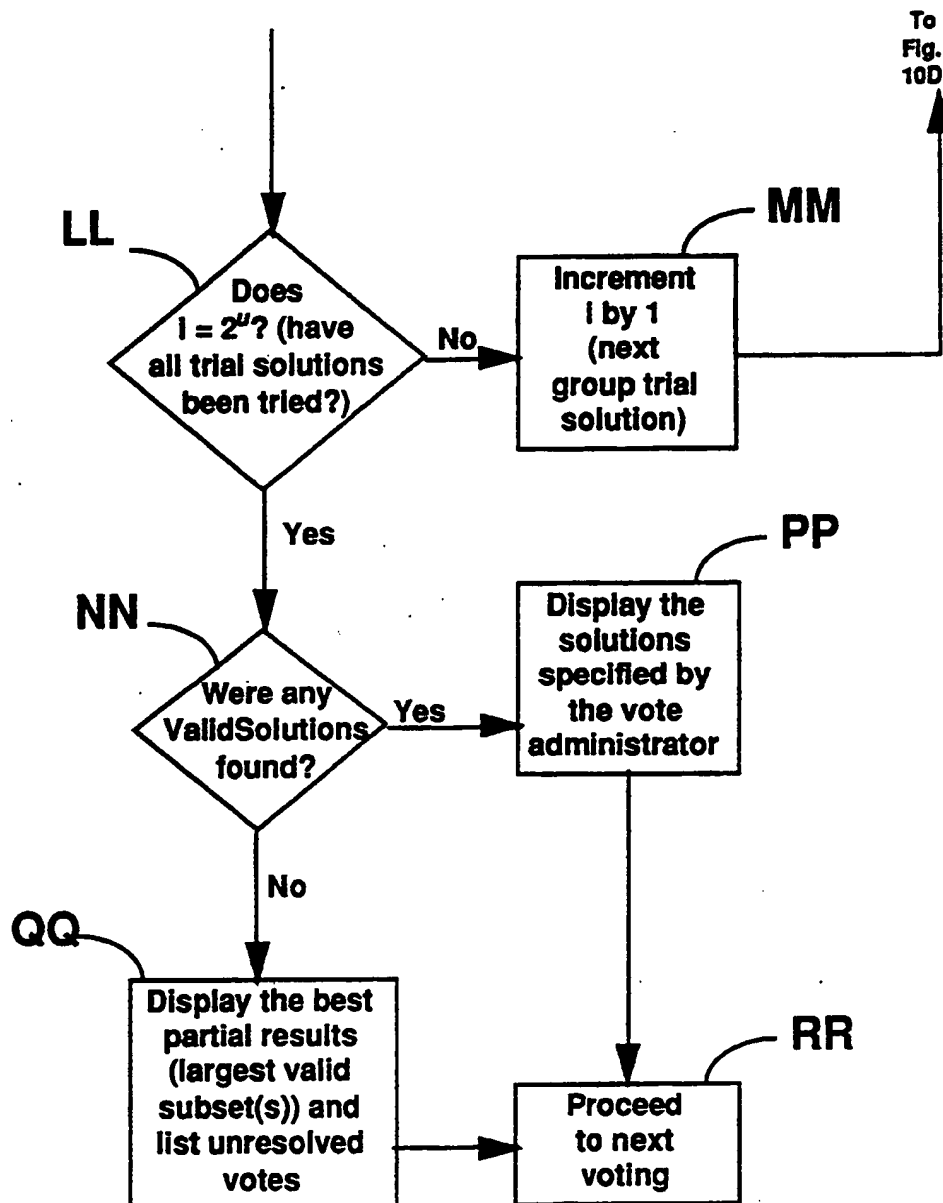 To
Fig.
10D
LL
Does
i = 2^u? (have
all trial solutions
been tried?)
No
MM
Increment
i by 1
(next
group trial
solution)
Yes
NN
Were any
ValidSolutions
found?
Yes
PP
Display the
solutions
specified by
the vote
administrator
No
QQ
Display the best
partial results
(largest valid
subset(s)) and
list unresolved
votes
RR
Proceed
to next
voting